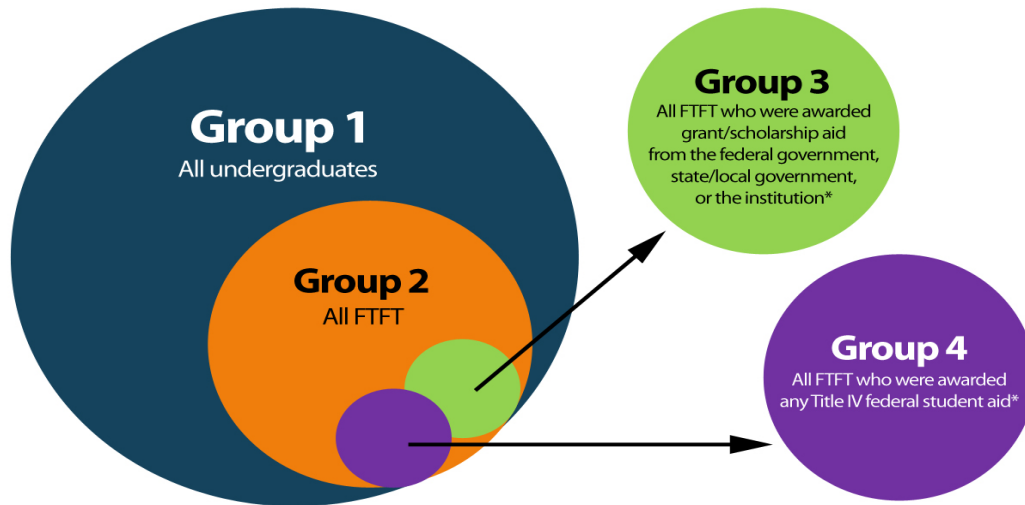 Group 1
All undergraduates
Group 2
All FTFT
Group 3
All FTFT who were awarded
grant/scholarship aid
from the federal government,
state/local government,
or the institution*
Group 4
All FTFT who were awarded
any Title IV federal student aid*